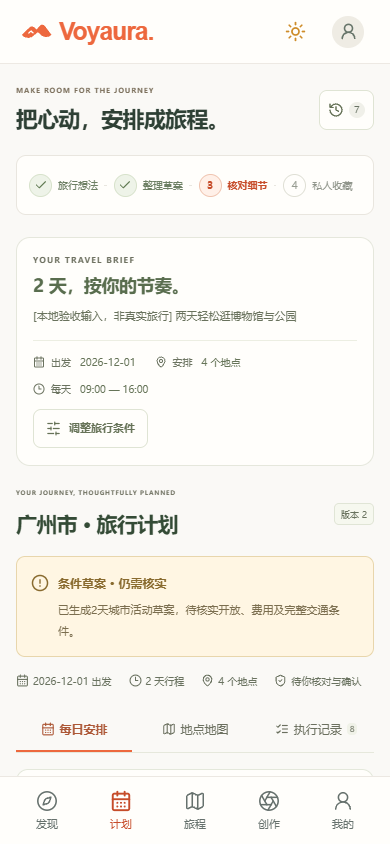 Voyaura.
MAKE ROOM FOR THE JOURNEY
把心动，安排成旅程。
7
旅行想法
整理草案
3 核对细节
4 私人收藏
YOUR TRAVEL BRIEF
2 天，按你的节奏。
[本地验收输入，非真实旅行] 两天轻松逛博物馆与公园
出发 2026-12-01 安排 4 个地点
每天 09:00 — 16:00
调整旅行条件
YOUR JOURNEY, THOUGHTFULLY PLANNED
广州市 • 旅行计划
版本 2
条件草案 • 仍需核实
已生成2天城市活动草案，待核实开放、费用及完整交通条
件。
2026-12-01 出发 2 天行程 4 个地点 待你核对与确认
每日安排 地点地图 执行记录 8
发现 计划 旅程 创作 我的